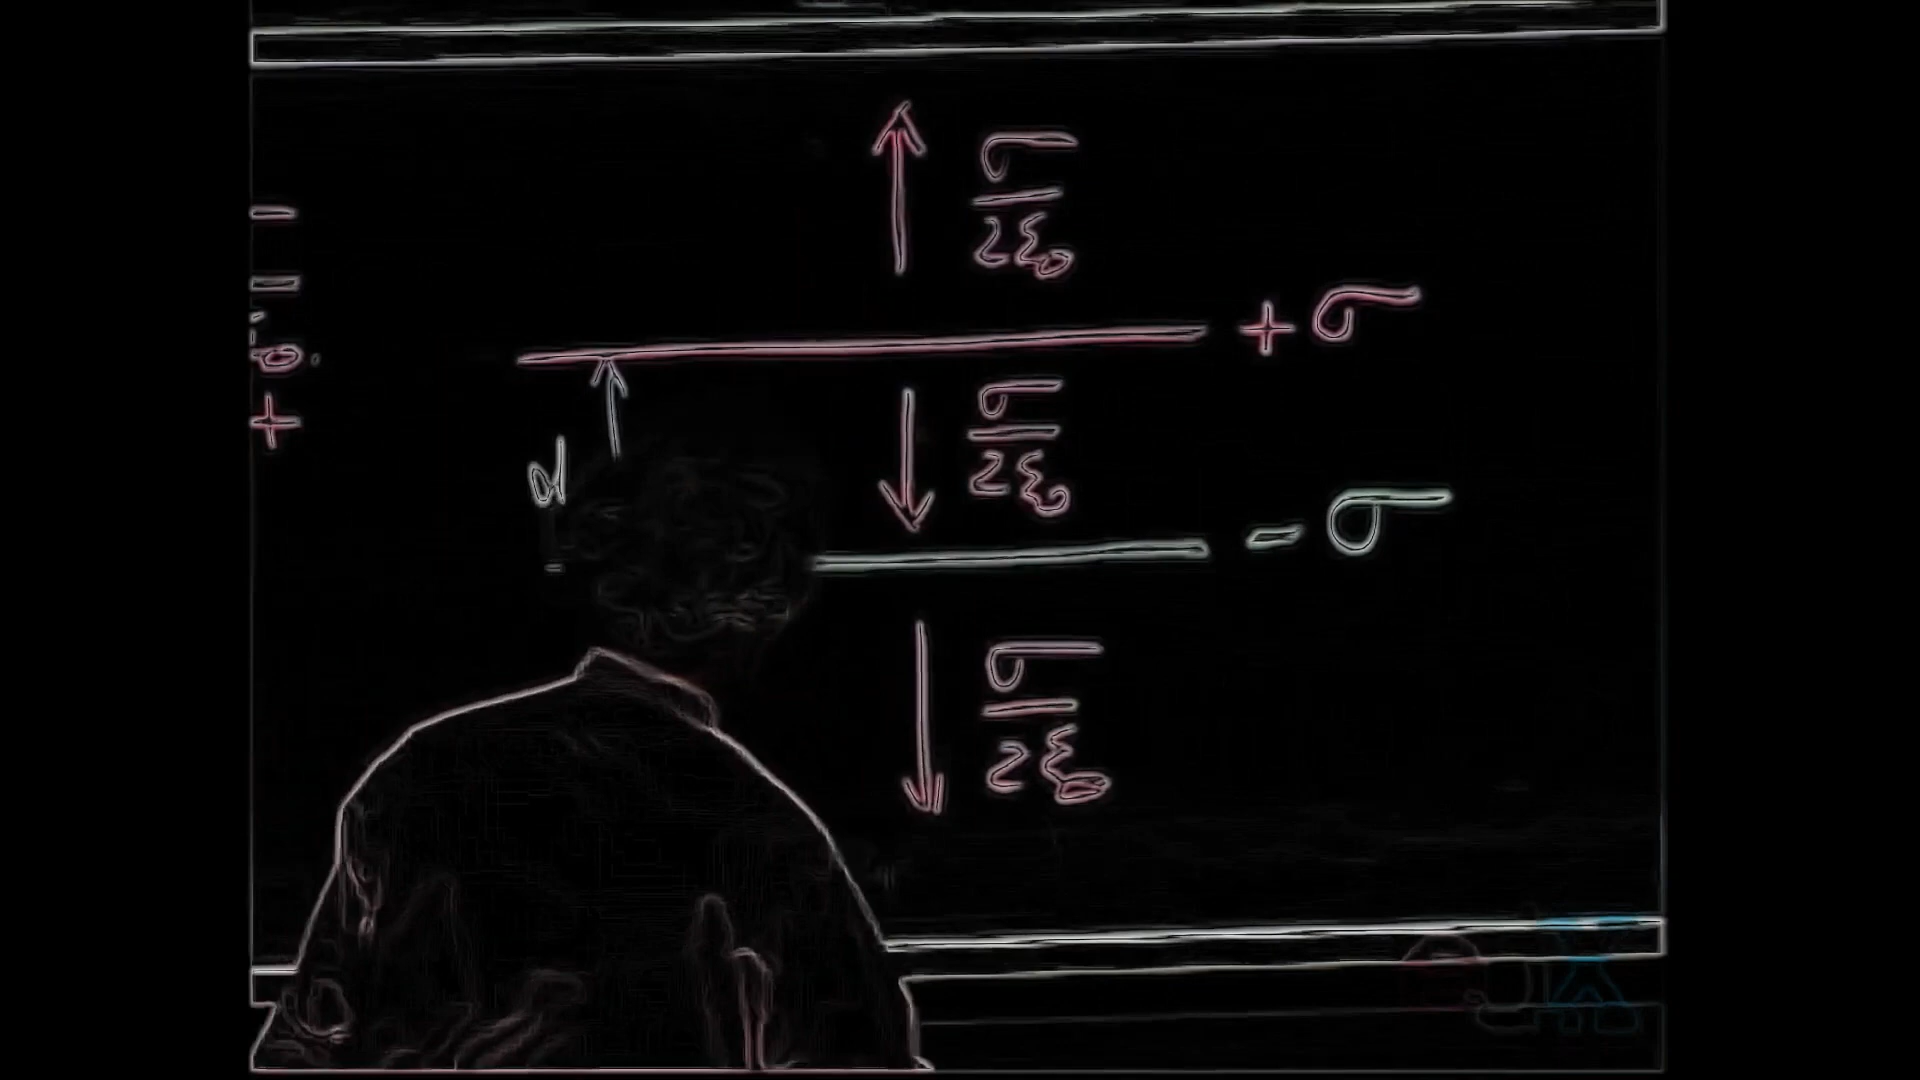 σ/2ε₀
+ σ
σ/2ε₀
d
- σ
σ/2ε₀
+